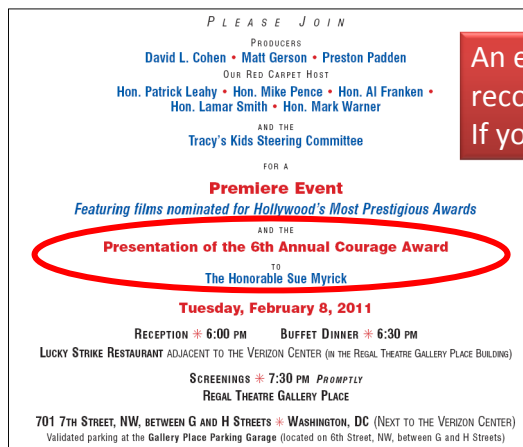 PLEASE JOIN
PRODUCERS
David L. Cohen • Matt Gerson • Preston Padden
OUR RED CARPET HOST
Hon. Patrick Leahy • Hon. Mike Pence • Hon. Al Franken •
Hon. Lamar Smith • Hon. Mark Warner
AND THE
Tracy's Kids Steering Committee
FOR A
Premiere Event
Featuring films nominated for Hollywood's Most Prestigious Awards
AND THE
Presentation of the 6th Annual Courage Award
TO
The Honorable Sue Myrick
Tuesday, February 8, 2011
RECEPTION ✳ 6:00 PM BUFFET DINNER ✳ 6:30 PM
LUCKY STRIKE RESTAURANT ADJACENT TO THE VERIZON CENTER (IN THE REGAL THEATRE GALLERY PLACE BUILDING)
SCREENINGS ✳ 7:30 PM PROMPTLY
REGAL THEATRE GALLERY PLACE
701 7TH STREET, NW, BETWEEN G AND H STREETS ✳ WASHINGTON, DC (NEXT TO THE VERIZON CENTER)
Validated parking at the Gallery Place Parking Garage (located on 6th Street, NW, between G and H Streets)
An e
reco
If yo